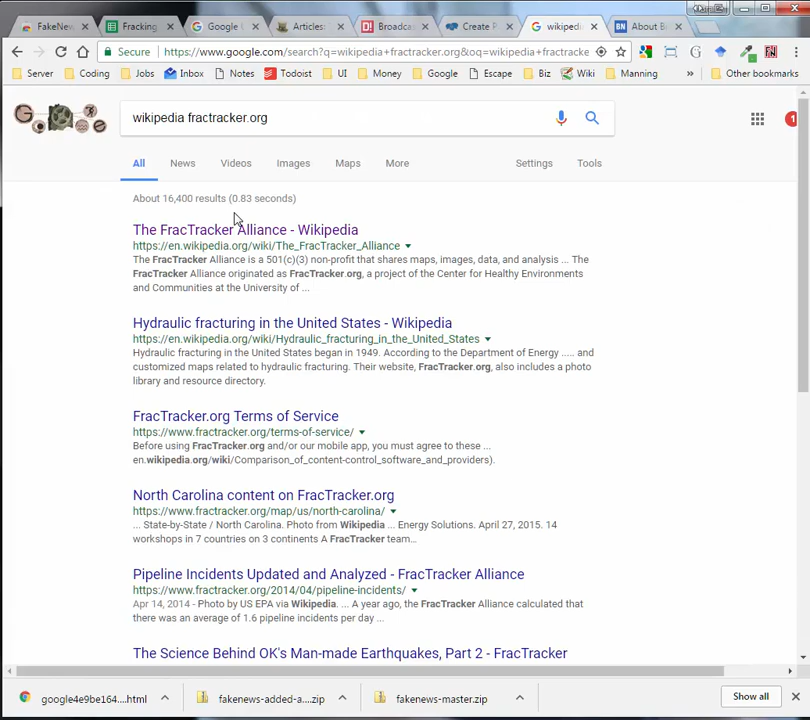 FakeNew
Fracking
Google
Articles:
Broadcas
Create P
wikipedi
About B
Secure https://www.google.com/search?q=wikipedia+fractracker.org&oq=wikipedia+fractracke
Server Coding Jobs Inbox Notes Todoist UI Money Google Escape Biz Wiki Manning » Other bookmarks
wikipedia fractracker.org
1
All News Videos Images Maps More Settings Tools
About 16,400 results (0.83 seconds)
The FracTracker Alliance - Wikipedia
https://en.wikipedia.org/wiki/The_FracTracker_Alliance
The FracTracker Alliance is a 501(c)(3) non-profit that shares maps, images, data, and analysis ... The
FracTracker Alliance originated as FracTracker.org, a project of the Center for Healthy Environments
and Communities at the University of ...
Hydraulic fracturing in the United States - Wikipedia
https://en.wikipedia.org/wiki/Hydraulic_fracturing_in_the_United_States
Hydraulic fracturing in the United States began in 1949. According to the Department of Energy ..... and
customized maps related to hydraulic fracturing. Their website, FracTracker.org, also includes a photo
library and resource directory.
FracTracker.org Terms of Service
https://www.fractracker.org/terms-of-service/
Before using FracTracker.org and/or our mobile app, you must agree to these ...
en.wikipedia.org/wiki/Comparison_of_content-control_software_and_providers).
North Carolina content on FracTracker.org
https://www.fractracker.org/map/us/north-carolina/
... State-by-State / North Carolina. Photo from Wikipedia ... Energy Solutions. April 27, 2015. 14
workshops in 7 countries on 3 continents A FracTracker team...
Pipeline Incidents Updated and Analyzed - FracTracker Alliance
https://www.fractracker.org/2014/04/pipeline-incidents/
Apr 14, 2014 - Photo by US EPA via Wikipedia. ... A year ago, the FracTracker Alliance calculated that
there was an average of 1.6 pipeline incidents per day ...
The Science Behind OK's Man-made Earthquakes, Part 2 - FracTracker
google4e9be164....html
fakenews-added-a....zip
fakenews-master.zip
Show all